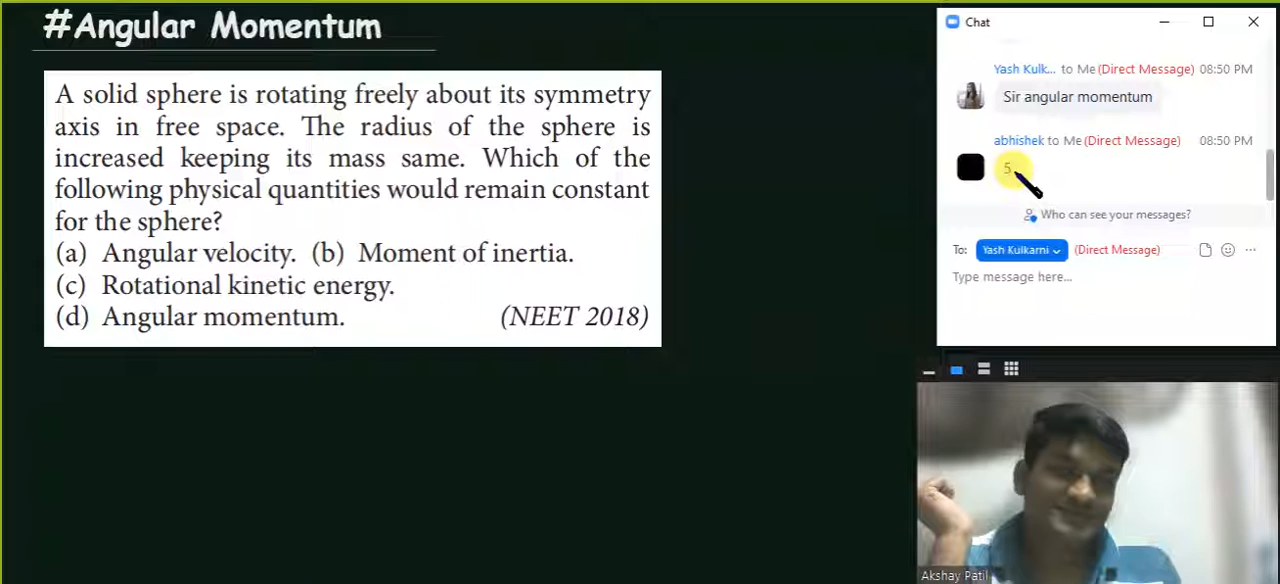 #Angular Momentum
A solid sphere is rotating freely about its symmetry
axis in free space. The radius of the sphere is
increased keeping its mass same. Which of the
following physical quantities would remain constant
for the sphere?
(a) Angular velocity. (b) Moment of inertia.
(c) Rotational kinetic energy.
(d) Angular momentum. (NEET 2018)
Chat
Yash Kulk... to Me (Direct Message) 08:50 PM
Sir angular momentum
abhishek to Me (Direct Message) 08:50 PM
5
Who can see your messages?
To: Yash Kulkarni (Direct Message)
Type message here...
Akshay Patil